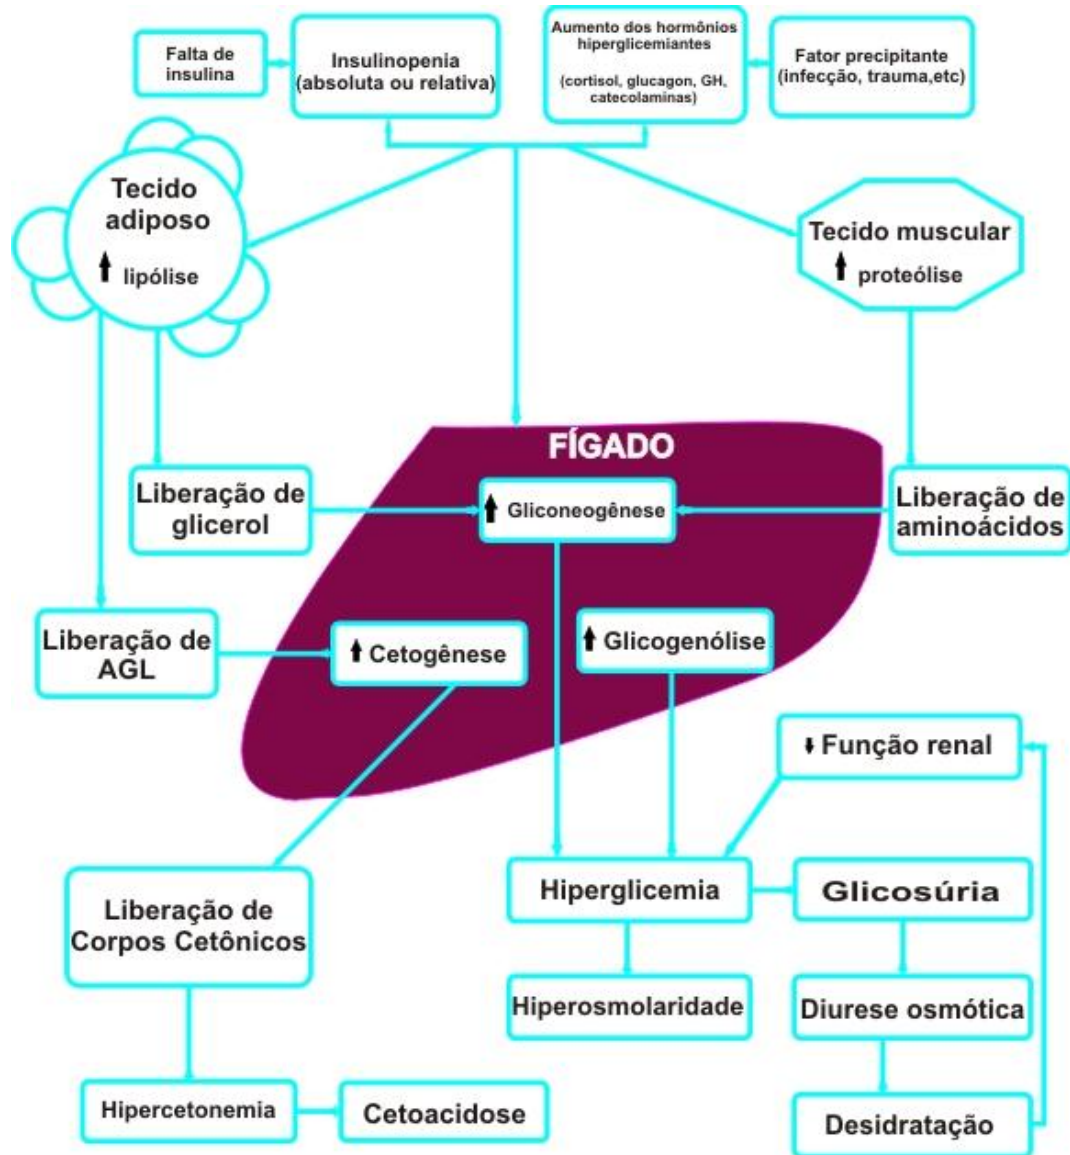 Falta de
insulina
Insulinopenia
(absoluta ou relativa)
Aumento dos hormônios
hiperglicemiantes
(cortisol, glucagon, GH,
catecolaminas)
Fator precipitante
(infecção, trauma,etc)
Tecido
adiposo
lipólise
Tecido muscular
proteólise
FÍGADO
Liberação de
glicerol
Gliconeogênese
Liberação de
aminoácidos
Liberação de
AGL
Cetogênese
Glicogenólise
Função renal
Liberação de
Corpos Cetônicos
Hiperglicemia
Glicosúria
Hiperosmolaridade
Diurese osmótica
Hipercetonemia
Cetoacidose
Desidratação